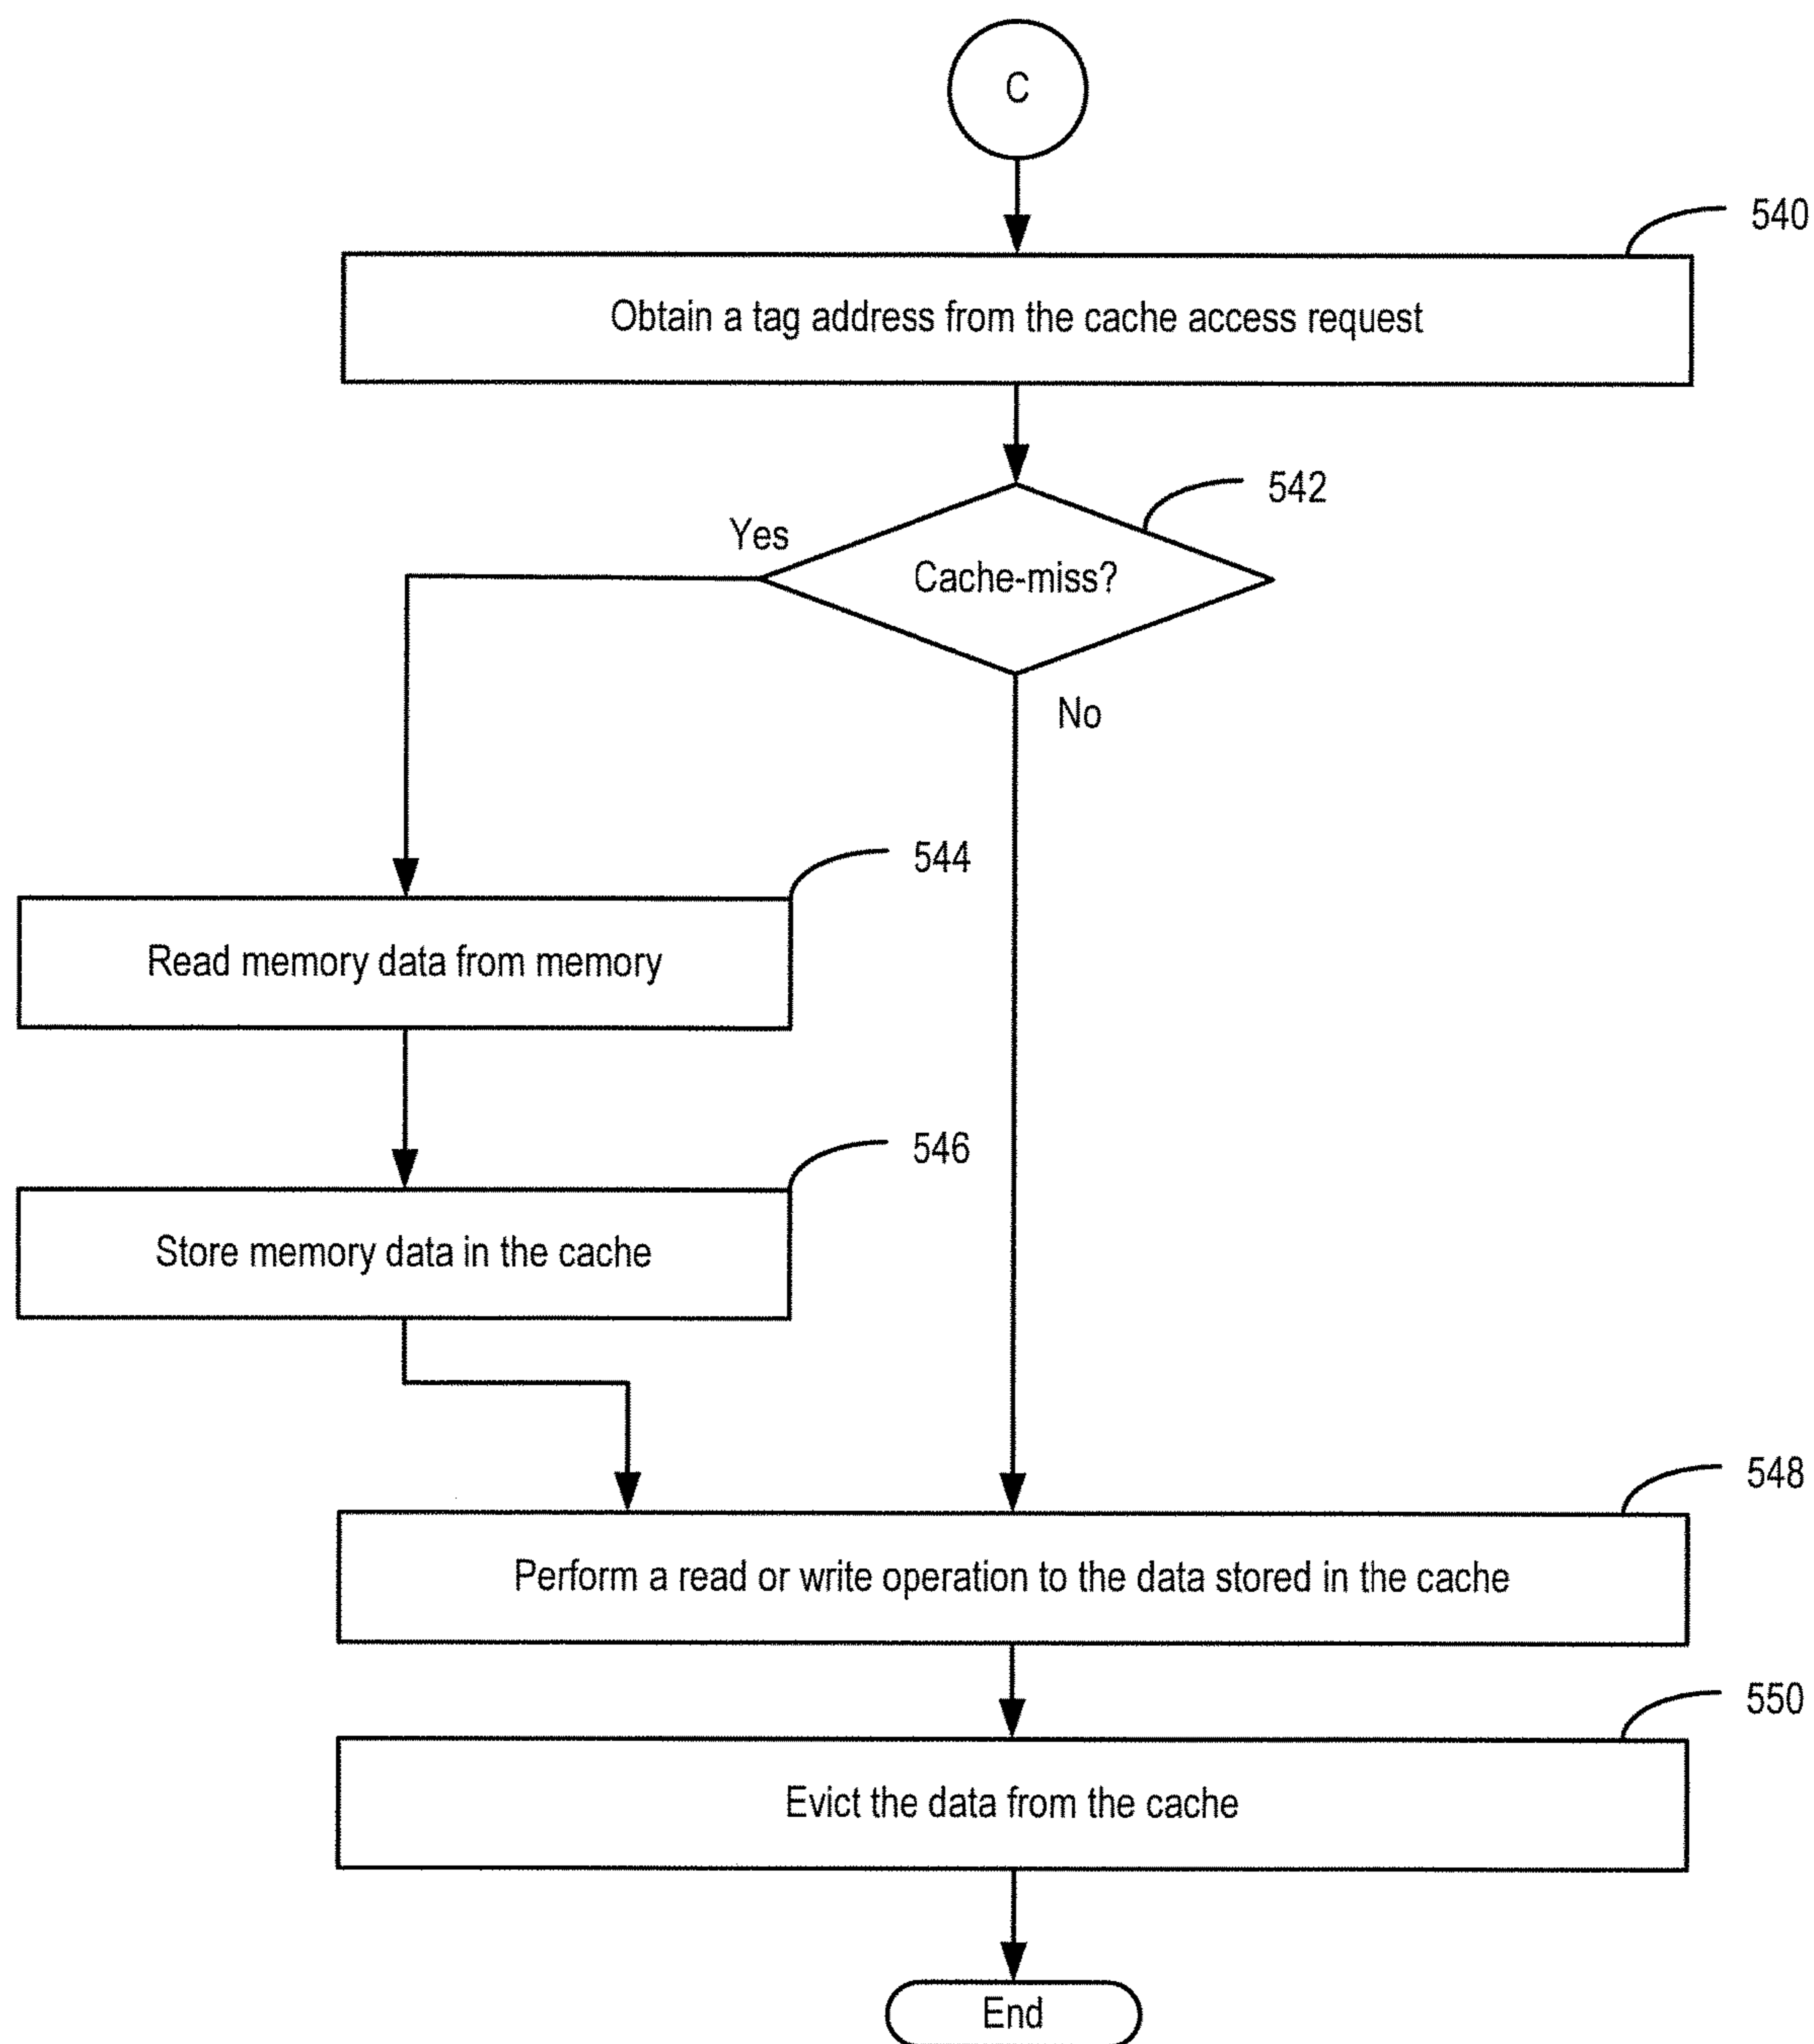 C
540
Obtain a tag address from the cache access request
542
Yes
Cache-miss?
No
544
Read memory data from memory
546
Store memory data in the cache
548
Perform a read or write operation to the data stored in the cache
550
Evict the data from the cache
End